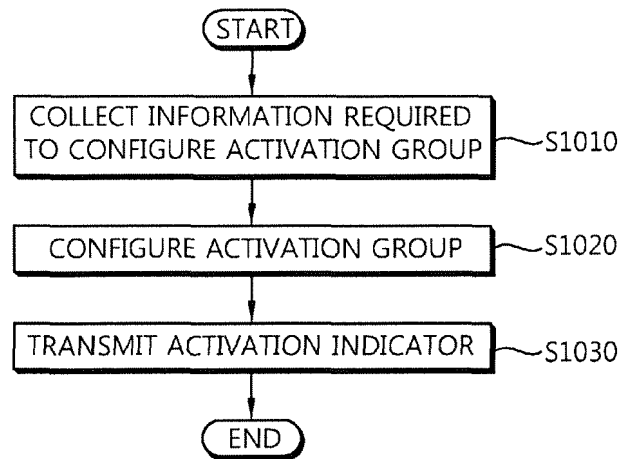 START
COLLECT INFORMATION REQUIRED
TO CONFIGURE ACTIVATION GROUP
S1010
CONFIGURE ACTIVATION GROUP
S1020
TRANSMIT ACTIVATION INDICATOR
S1030
END